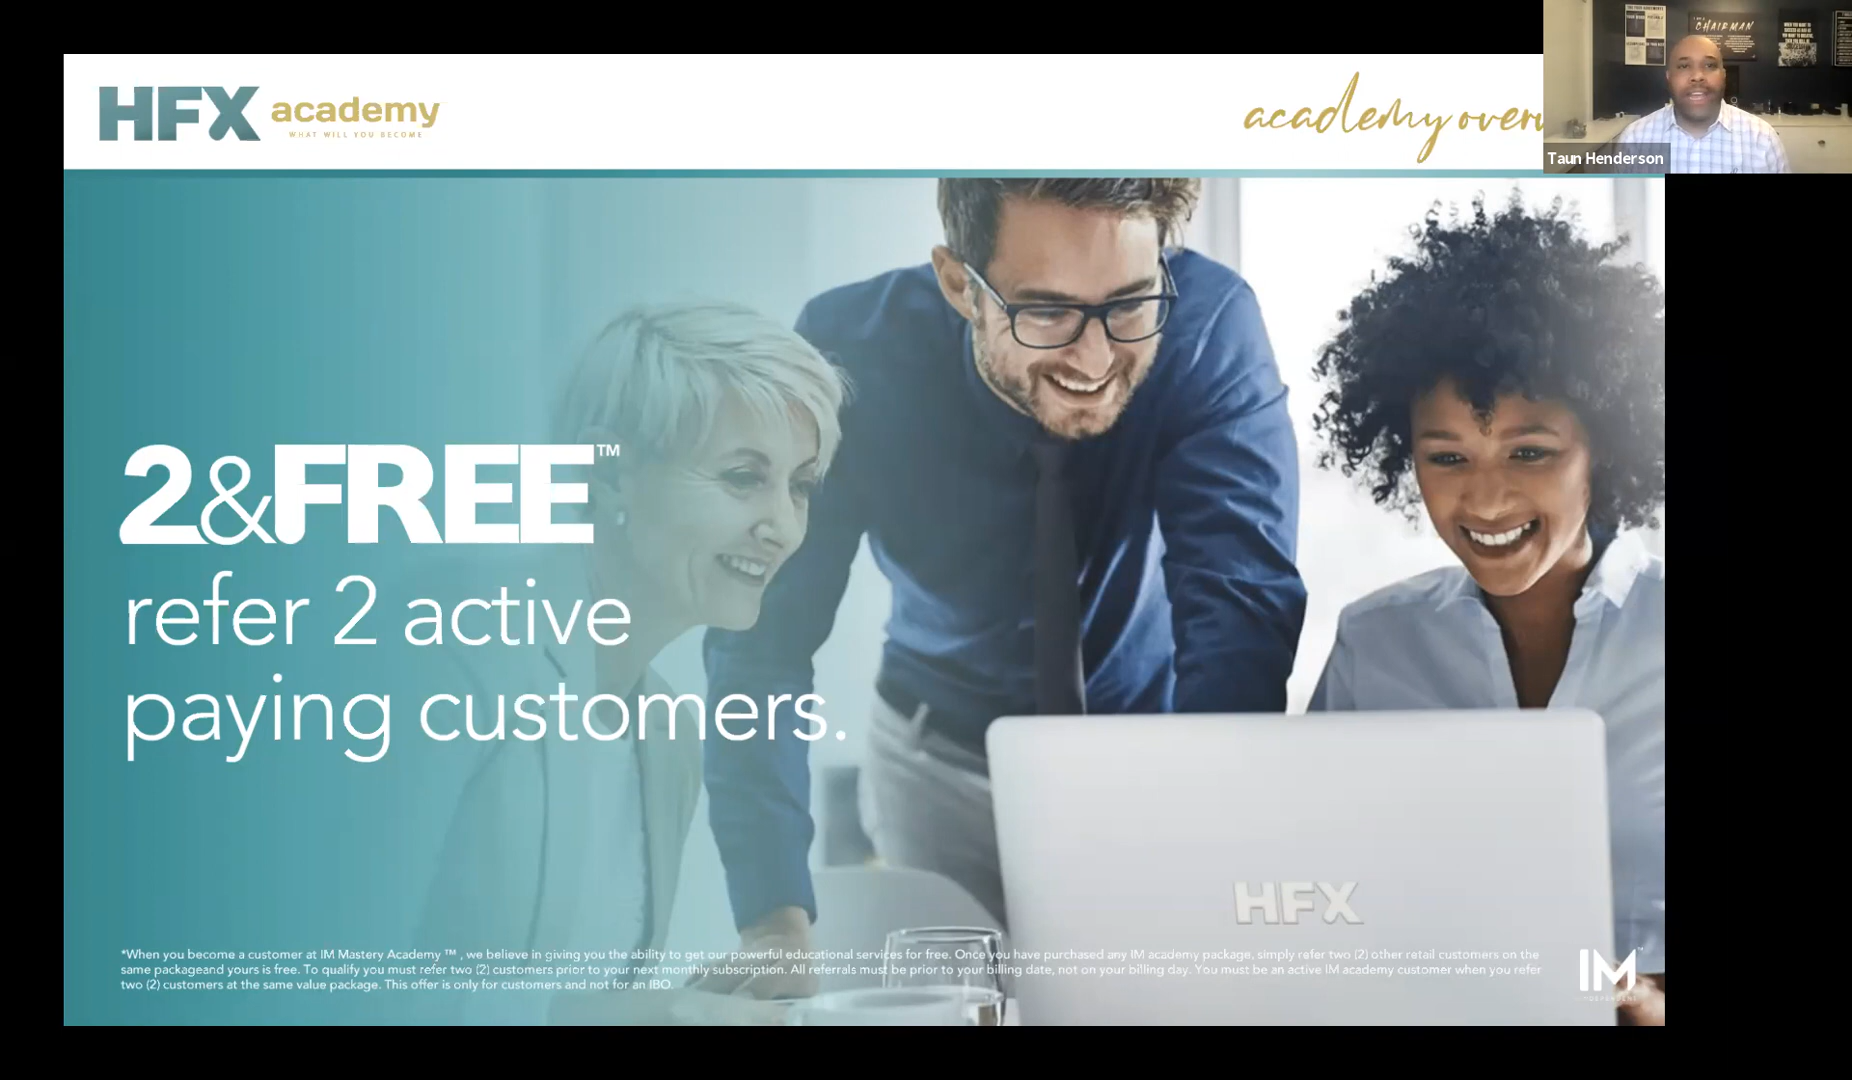 HFX academy
WHAT WILL YOU BECOME
academy over
CHAIRMAN
Taun Henderson
2&FREE™
refer 2 active
paying customers.
HFX
*When you become a customer at IM Mastery Academy ™ , we believe in giving you the ability to get our powerful educational services for free. Once you have purchased any IM academy package, simply refer two (2) other retail customers on the
same packageand yours is free. To qualify you must refer two (2) customers prior to your next monthly subscription. All referrals must be prior to your billing date, not on your billing day. You must be an active IM academy customer when you refer
two (2) customers at the same value package. This offer is only for customers and not for an IBO.
IM™